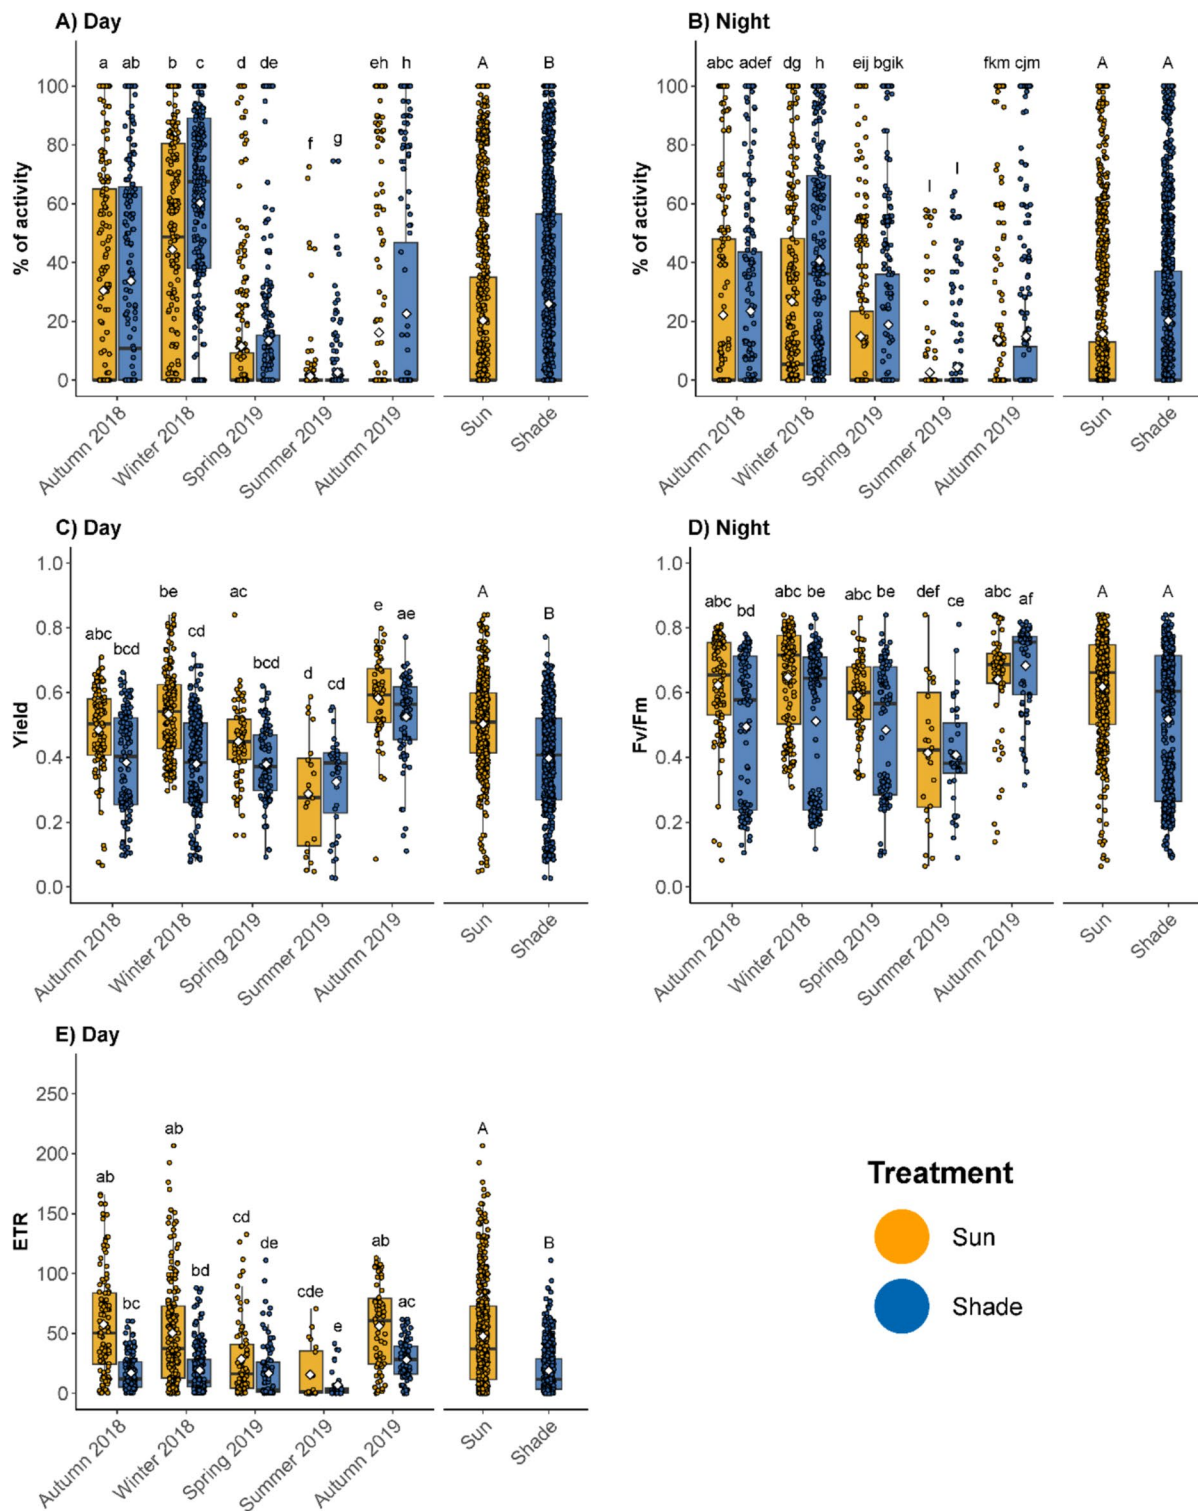 A) Day
a ab b c d de f g eh h A B
% of activity
100
80
60
40
20
0
Autumn 2018
Winter 2018
Spring 2019
Summer 2019
Autumn 2019
Sun
Shade
B) Night
abc adef dg h eij bgik l l fkm cjm A A
% of activity
100
80
60
40
20
0
Autumn 2018
Winter 2018
Spring 2019
Summer 2019
Autumn 2019
Sun
Shade
C) Day
abc bcd be cd ac bcd d cd e ae A B
Yield
1.0
0.8
0.6
0.4
0.2
0.0
Autumn 2018
Winter 2018
Spring 2019
Summer 2019
Autumn 2019
Sun
Shade
D) Night
abc bd abc be abc be def ce abc af A A
Fv/Fm
1.0
0.8
0.6
0.4
0.2
0.0
Autumn 2018
Winter 2018
Spring 2019
Summer 2019
Autumn 2019
Sun
Shade
E) Day
ab bc ab bd cd de cde e ab ac A B
ETR
250
200
150
100
50
0
Autumn 2018
Winter 2018
Spring 2019
Summer 2019
Autumn 2019
Sun
Shade
Treatment
Sun
Shade